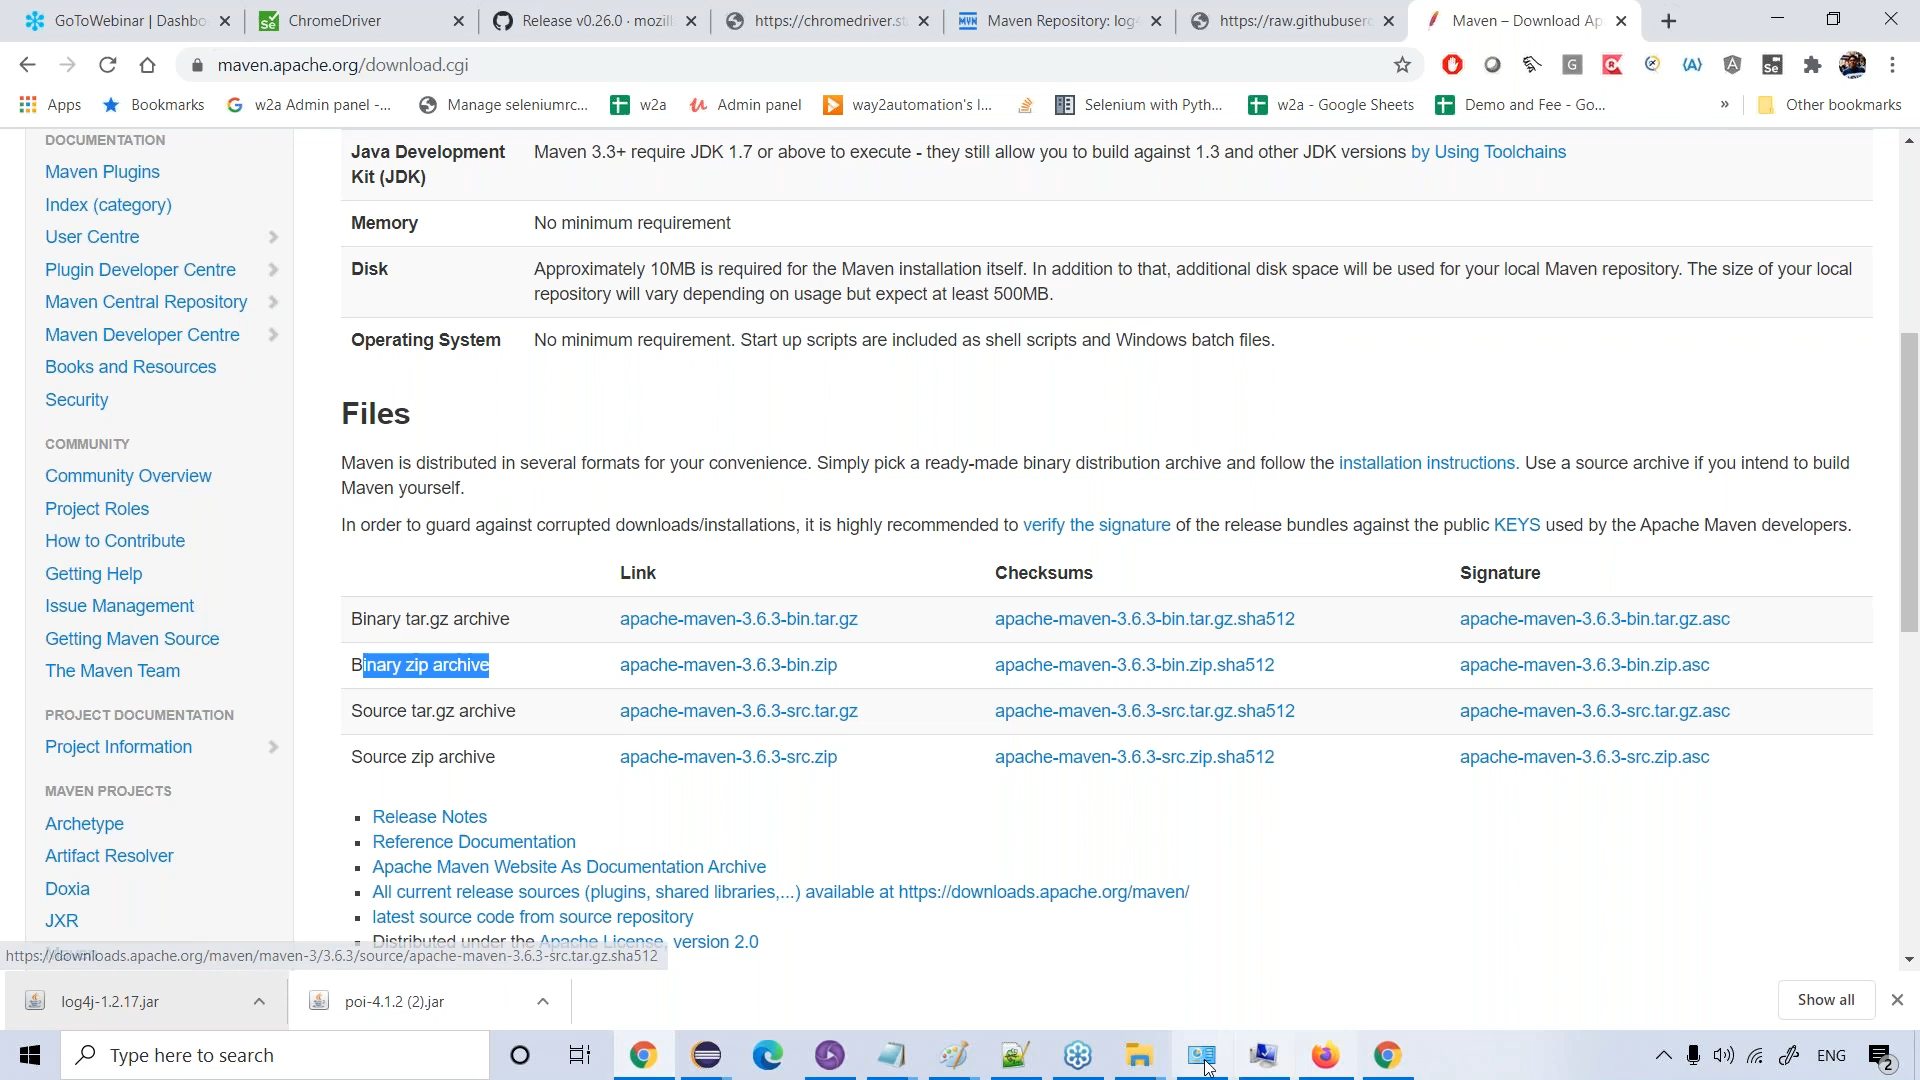 GoToWebinar | Dashbo
ChromeDriver
Release v0.26.0 · mozill
https://chromedriver.st
Maven Repository: log4
https://raw.githubuserc
Maven – Download Ap
maven.apache.org/download.cgi
Apps
Bookmarks
w2a Admin panel -...
Manage seleniumrc...
w2a
Admin panel
way2automation's l...
Selenium with Pyth...
w2a - Google Sheets
Demo and Fee - Go...
»
Other bookmarks
DOCUMENTATION
Maven Plugins
Index (category)
User Centre
Plugin Developer Centre
Maven Central Repository
Maven Developer Centre
Books and Resources
Security
COMMUNITY
Community Overview
Project Roles
How to Contribute
Getting Help
Issue Management
Getting Maven Source
The Maven Team
PROJECT DOCUMENTATION
Project Information
MAVEN PROJECTS
Archetype
Artifact Resolver
Doxia
JXR
Java Development Kit (JDK) Maven 3.3+ require JDK 1.7 or above to execute - they still allow you to build against 1.3 and other JDK versions by Using Toolchains
Memory No minimum requirement
Disk Approximately 10MB is required for the Maven installation itself. In addition to that, additional disk space will be used for your local Maven repository. The size of your local
repository will vary depending on usage but expect at least 500MB.
Operating System No minimum requirement. Start up scripts are included as shell scripts and Windows batch files.
Files
Maven is distributed in several formats for your convenience. Simply pick a ready-made binary distribution archive and follow the installation instructions. Use a source archive if you intend to build
Maven yourself.
In order to guard against corrupted downloads/installations, it is highly recommended to verify the signature of the release bundles against the public KEYS used by the Apache Maven developers.
Link Checksums Signature
Binary tar.gz archive apache-maven-3.6.3-bin.tar.gz apache-maven-3.6.3-bin.tar.gz.sha512 apache-maven-3.6.3-bin.tar.gz.asc
Binary zip archive apache-maven-3.6.3-bin.zip apache-maven-3.6.3-bin.zip.sha512 apache-maven-3.6.3-bin.zip.asc
Source tar.gz archive apache-maven-3.6.3-src.tar.gz apache-maven-3.6.3-src.tar.gz.sha512 apache-maven-3.6.3-src.tar.gz.asc
Source zip archive apache-maven-3.6.3-src.zip apache-maven-3.6.3-src.zip.sha512 apache-maven-3.6.3-src.zip.asc
Release Notes
Reference Documentation
Apache Maven Website As Documentation Archive
All current release sources (plugins, shared libraries,...) available at https://downloads.apache.org/maven/
latest source code from source repository
Distributed under the Apache License, version 2.0
https://downloads.apache.org/maven/maven-3/3.6.3/source/apache-maven-3.6.3-src.tar.gz.sha512
log4j-1.2.17.jar
poi-4.1.2 (2).jar
Show all
Type here to search
ENG
2